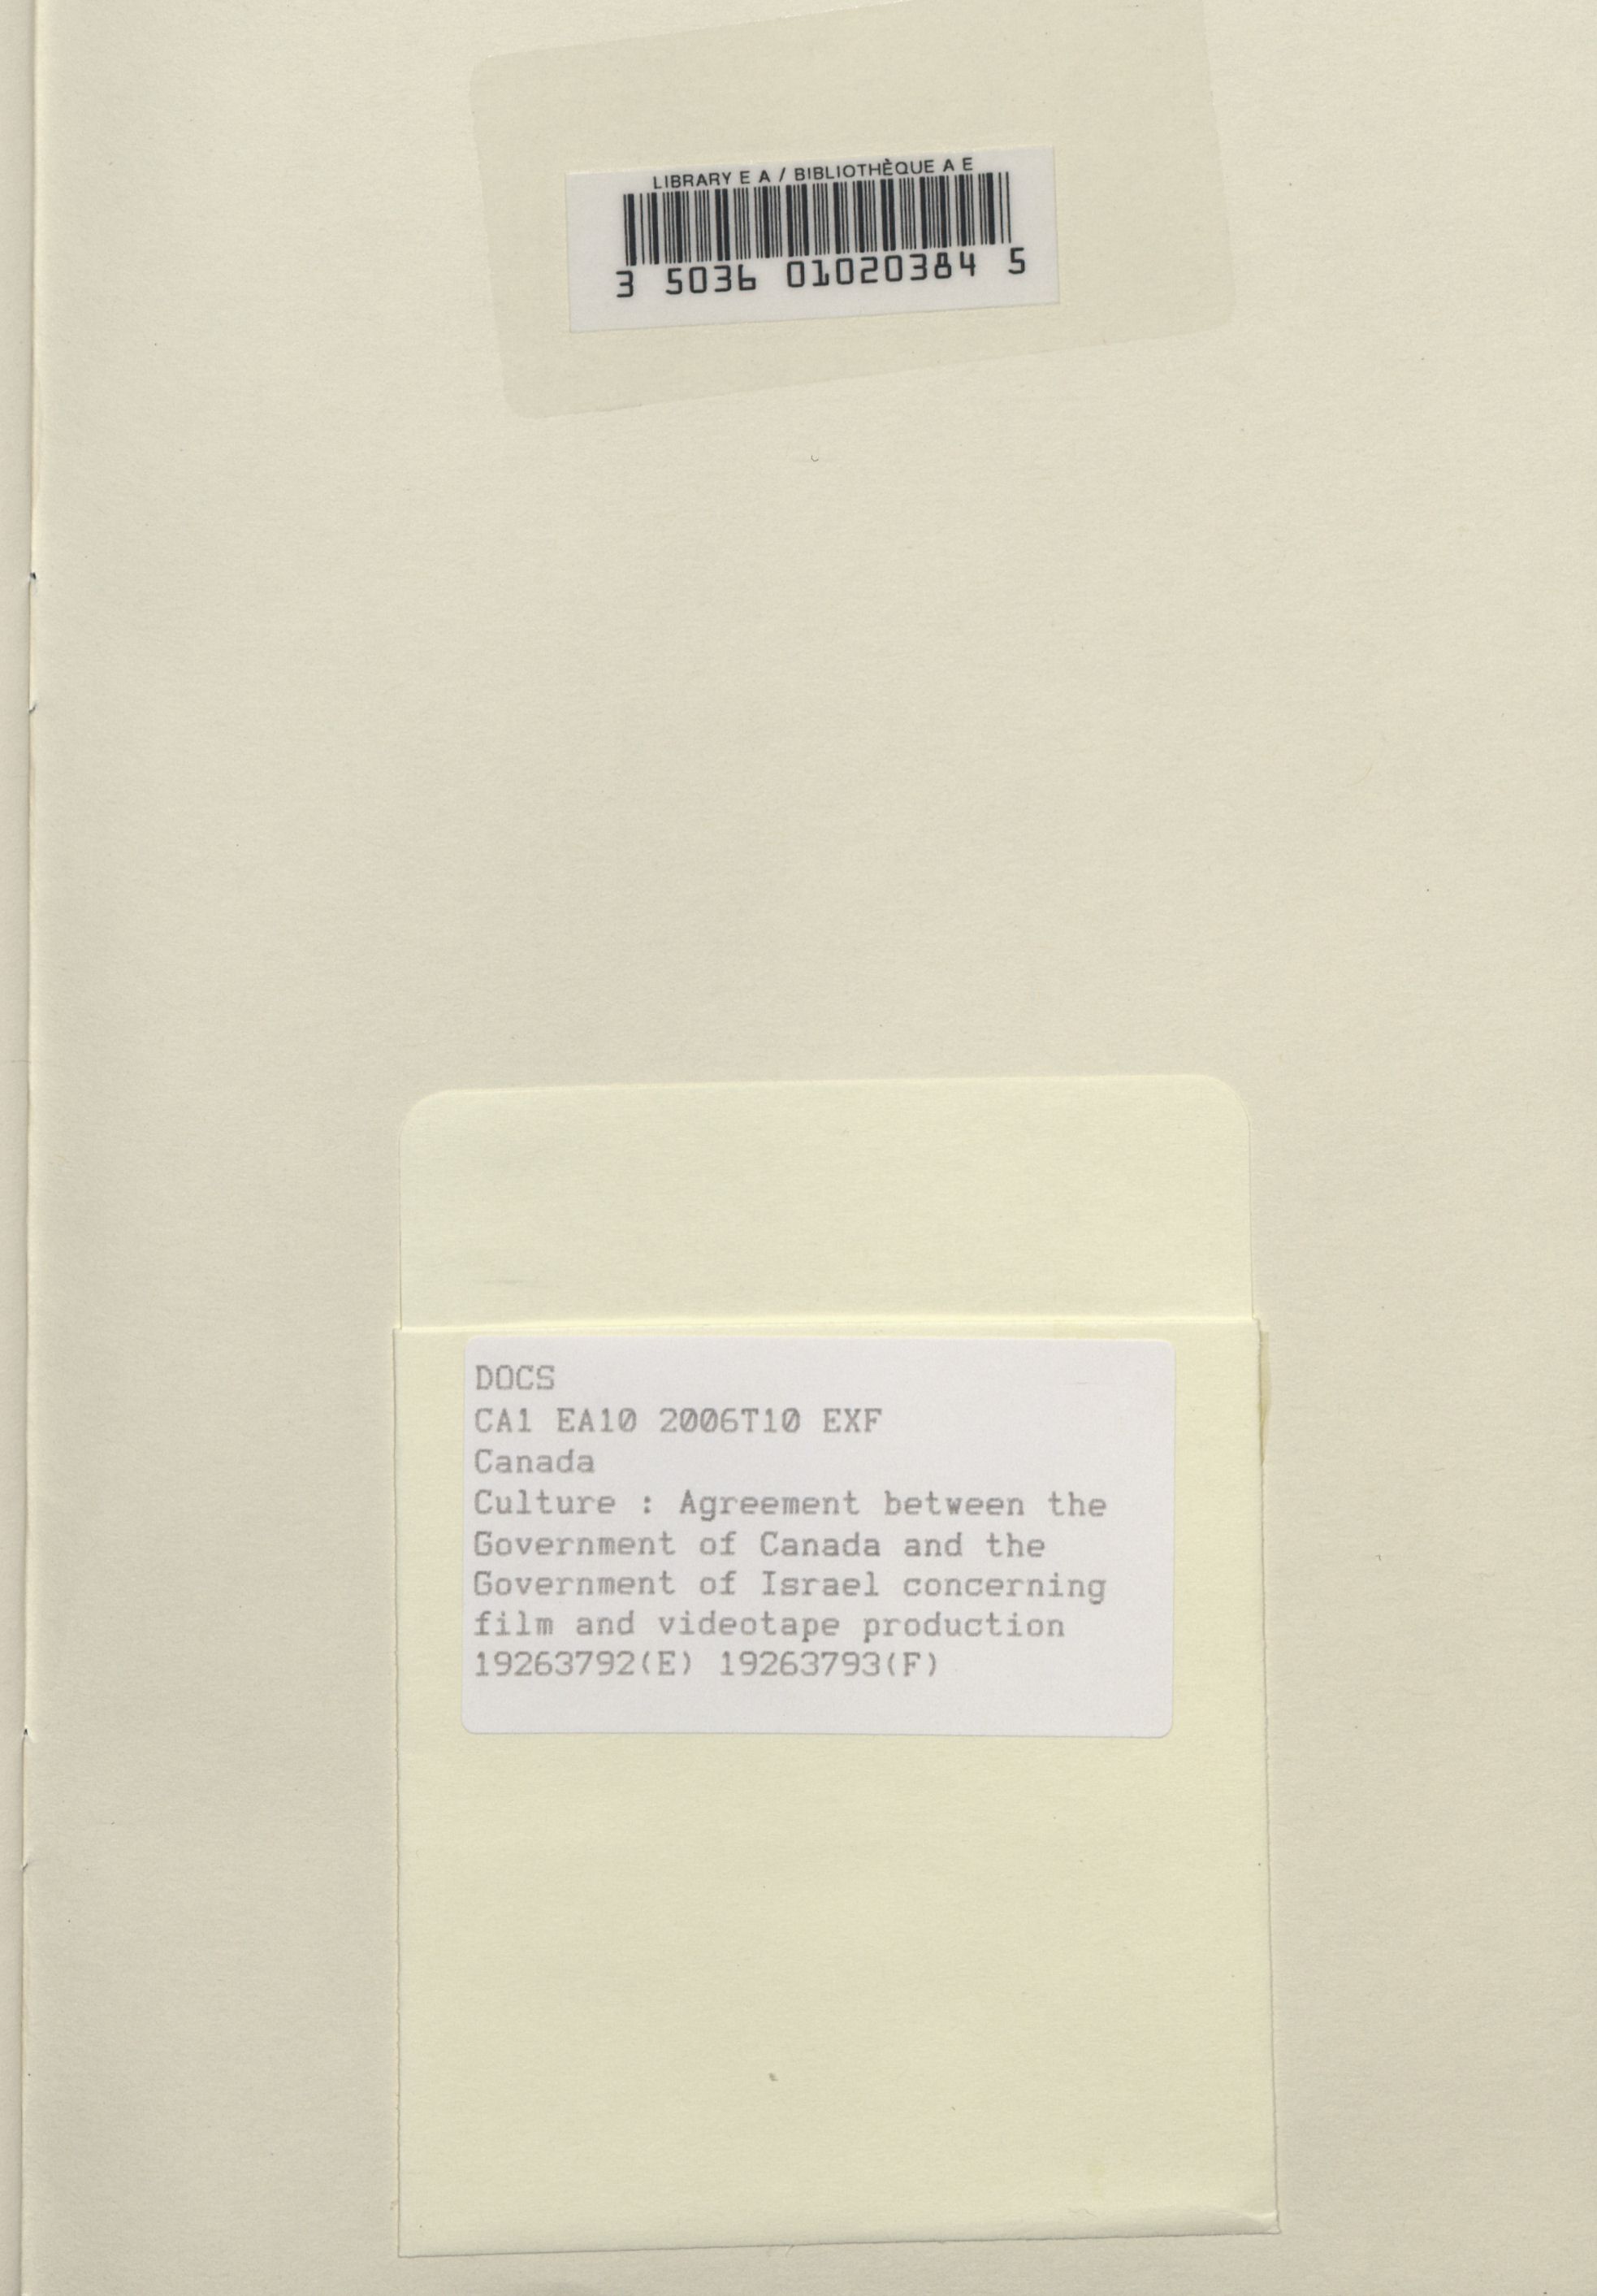 LIBRARY E A / BIBLIOTHÈQUE A E
3 5036 01020384 5
DOCS
CA1 EA10 2006T10 EXF
Canada
Culture : Agreement between the
Government of Canada and the
Government of Israel concerning
film and videotape production
19263792(E) 19263793(F)